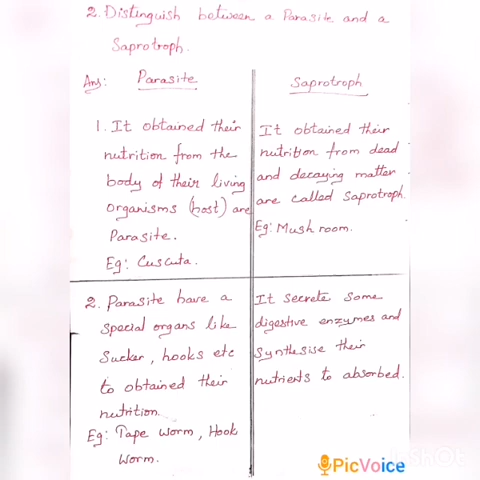 2. Distinguish between a Parasite and a
Saprotroph.
Ans: Parasite
Saprotroph
1. It obtained their
nutrition from the
body of their living
organisms (host) are
Parasite.
Eg: Cuscuta.
It obtained their
nutrition from dead
and decaying matter
are called Saprotroph.
Eg: Mush room.
2. Parasite have a
special organs like
Sucker, hooks etc
to obtained their
nutrition.
Eg: Tape worm, Hook
worm.
It secrete some
digestive enzymes and
synthesise their
nutrients to absorbed.
PicVoice